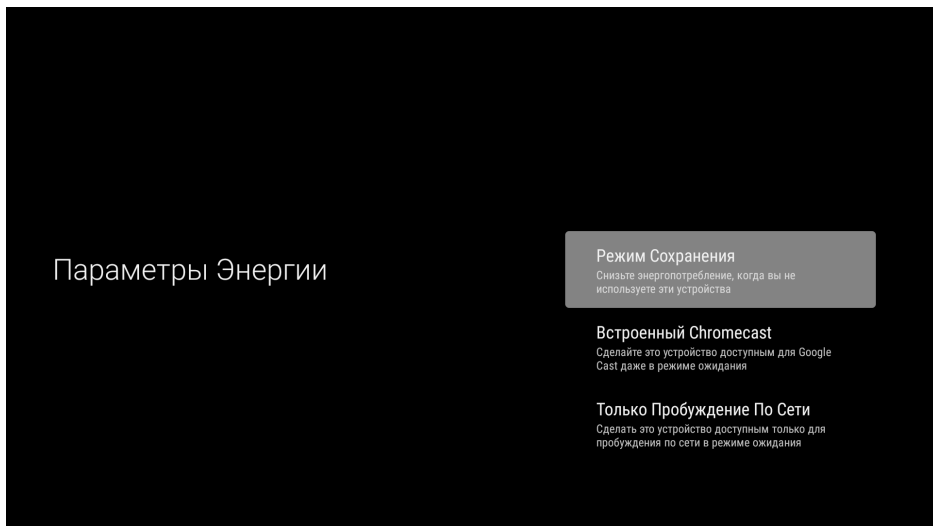 Параметры Энергии
Режим Сохранения
Снизьте энергопотребление, когда вы не
используете эти устройства
Встроенный Chromecast
Сделайте это устройство доступным для Google
Cast даже в режиме ожидания
Только Пробуждение По Сети
Сделать это устройство доступным только для
пробуждения по сети в режиме ожидания